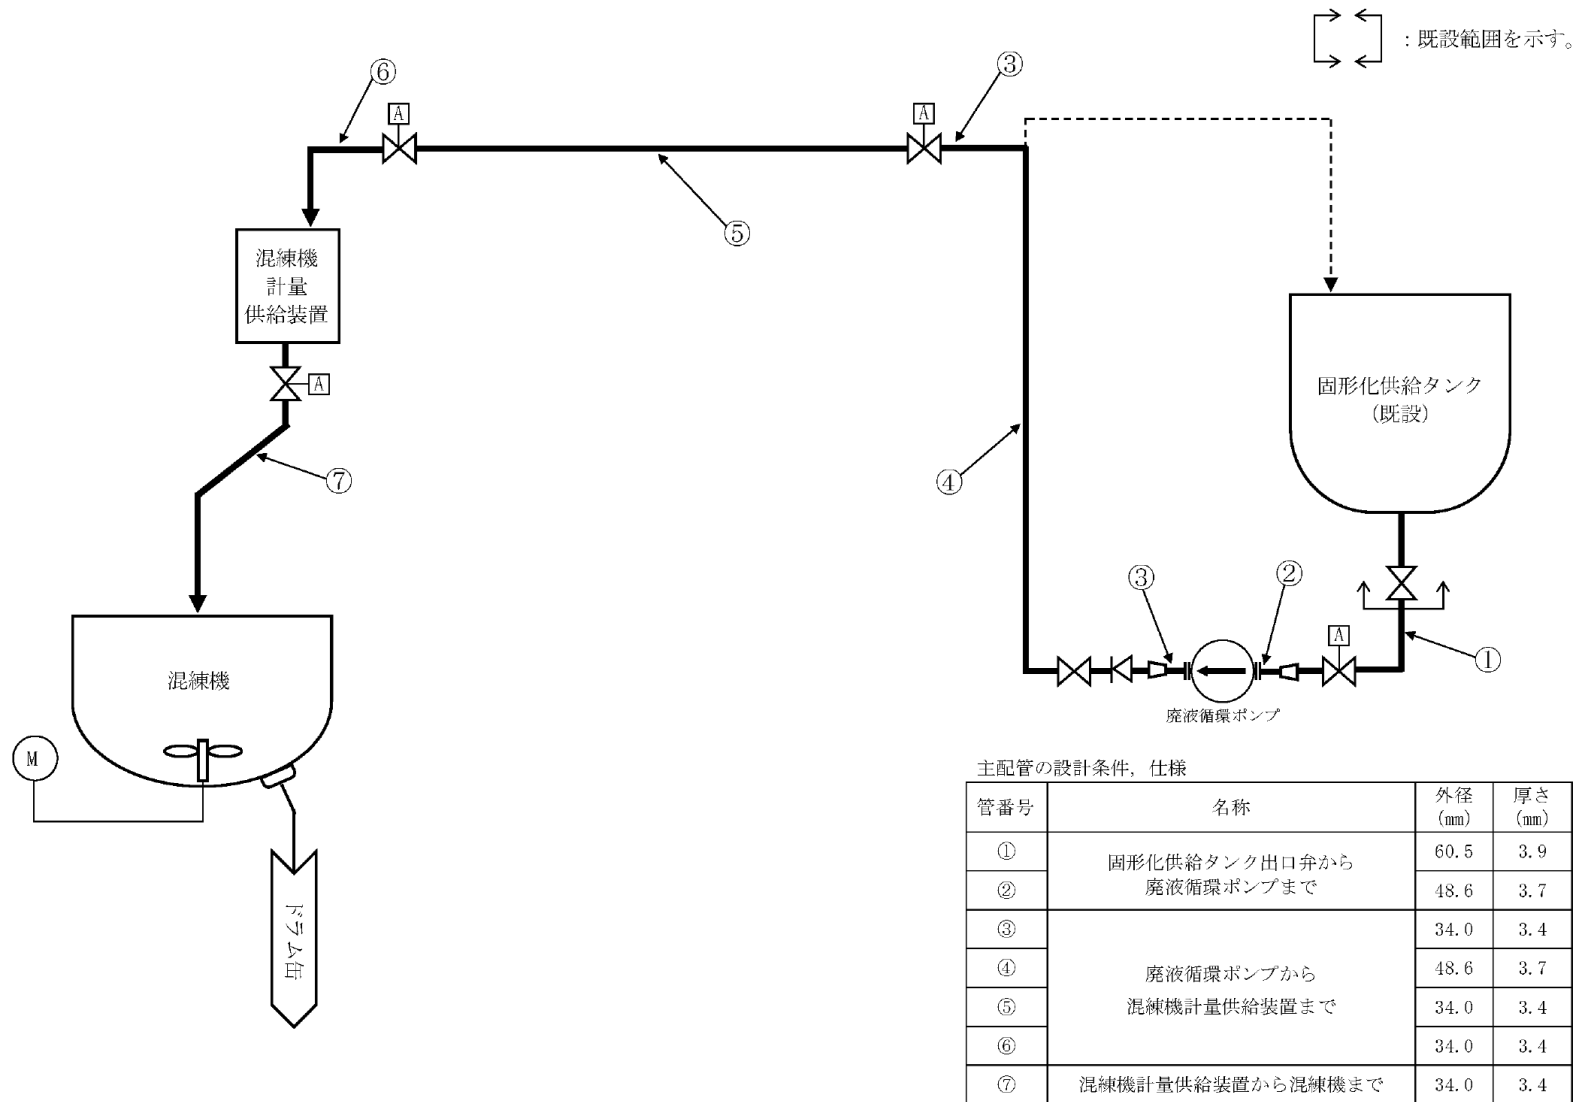 ：既設範囲を示す。
⑥
③
A
A
⑤
混練機
計量
供給装置
A
⑦
④
固形化供給タンク
(既設)
③
②
A
①
廃液循環ポンプ
混練機
M
ドラム缶
主配管の設計条件，仕様
管番号 名称 外径(mm) 厚さ(mm)
① 固形化供給タンク出口弁から 60.5 3.9
② 廃液循環ポンプまで 48.6 3.7
③ 34.0 3.4
④ 廃液循環ポンプから 48.6 3.7
⑤ 混練機計量供給装置まで 34.0 3.4
⑥ 34.0 3.4
⑦ 混練機計量供給装置から混練機まで 34.0 3.4